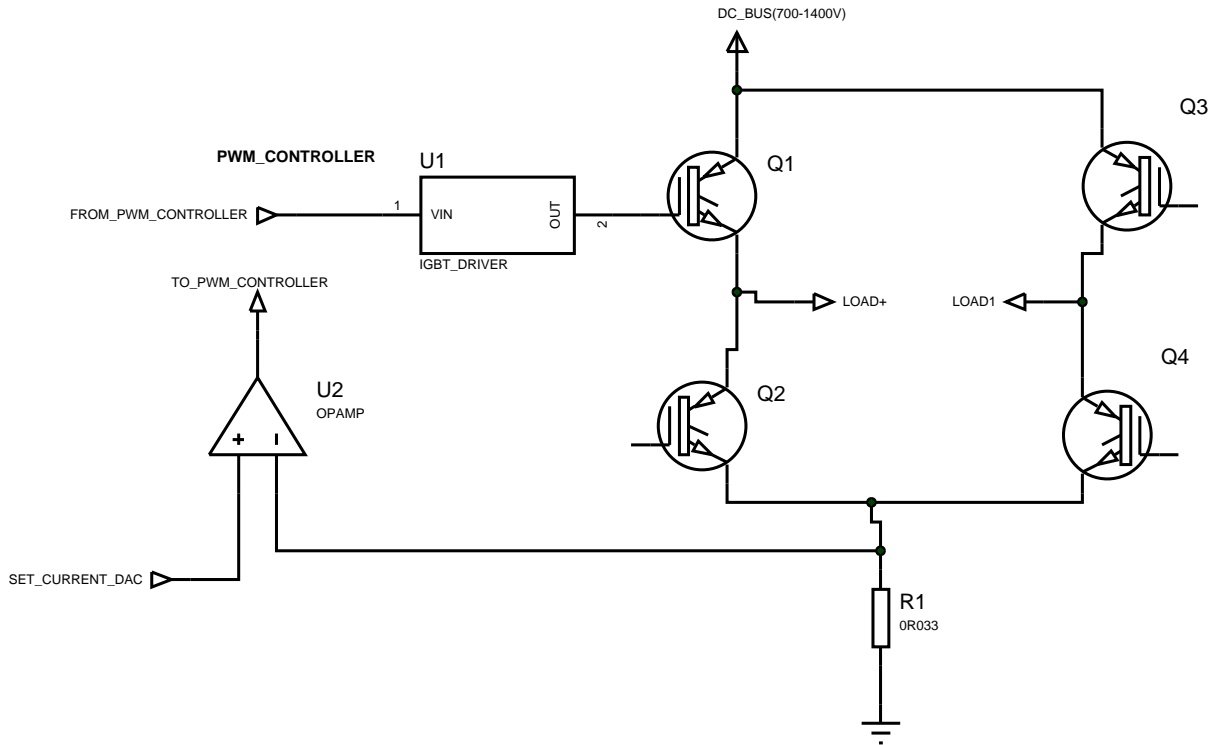 DC_BUS(700-1400V)
Q3
PWM_CONTROLLER
U1
Q1
FROM_PWM_CONTROLLER
1
VIN
OUT
2
IGBT_DRIVER
TO_PWM_CONTROLLER
LOAD+
LOAD1
Q4
U2
OPAMP
Q2
+
-
SET_CURRENT_DAC
R1
0R033